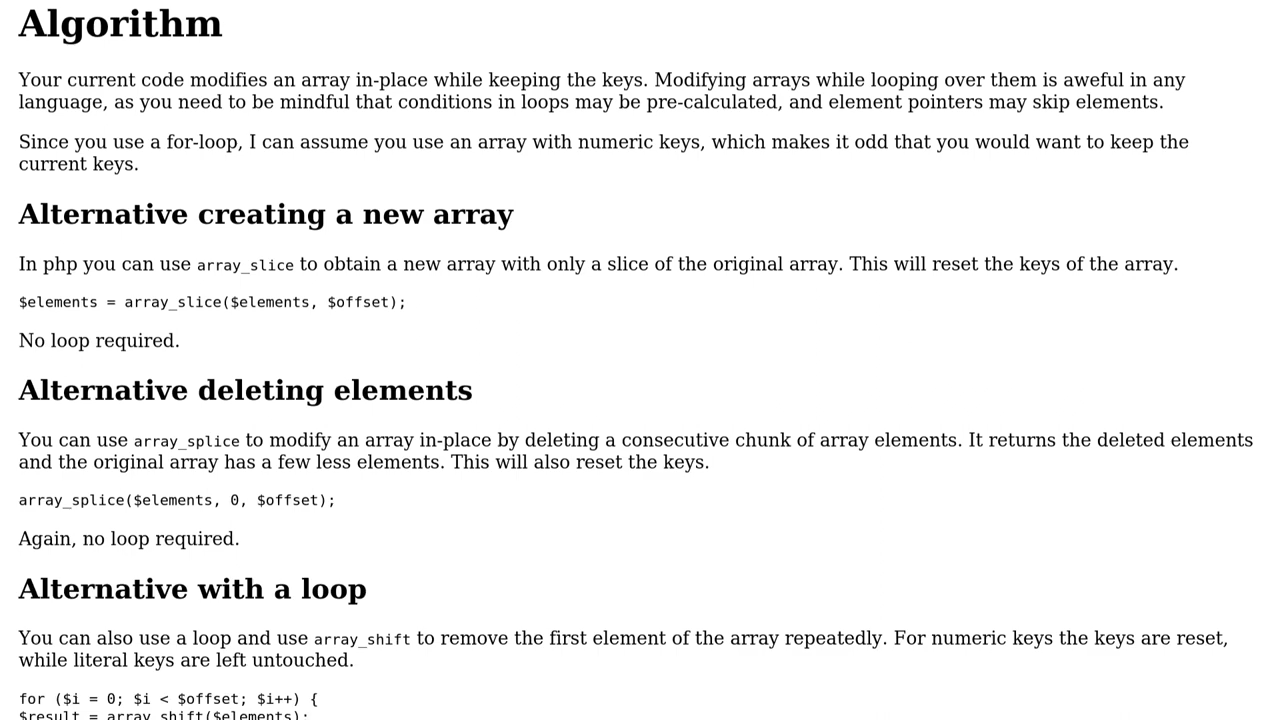 Algorithm
Your current code modifies an array in-place while keeping the keys. Modifying arrays while looping over them is aweful in any
language, as you need to be mindful that conditions in loops may be pre-calculated, and element pointers may skip elements.
Since you use a for-loop, I can assume you use an array with numeric keys, which makes it odd that you would want to keep the
current keys.
Alternative creating a new array
In php you can use array_slice to obtain a new array with only a slice of the original array. This will reset the keys of the array.
$elements = array_slice($elements, $offset);
No loop required.
Alternative deleting elements
You can use array_splice to modify an array in-place by deleting a consecutive chunk of array elements. It returns the deleted elements
and the original array has a few less elements. This will also reset the keys.
array_splice($elements, 0, $offset);
Again, no loop required.
Alternative with a loop
You can also use a loop and use array_shift to remove the first element of the array repeatedly. For numeric keys the keys are reset,
while literal keys are left untouched.
for ($i = 0; $i < $offset; $i++) {
$result = array_shift($elements);